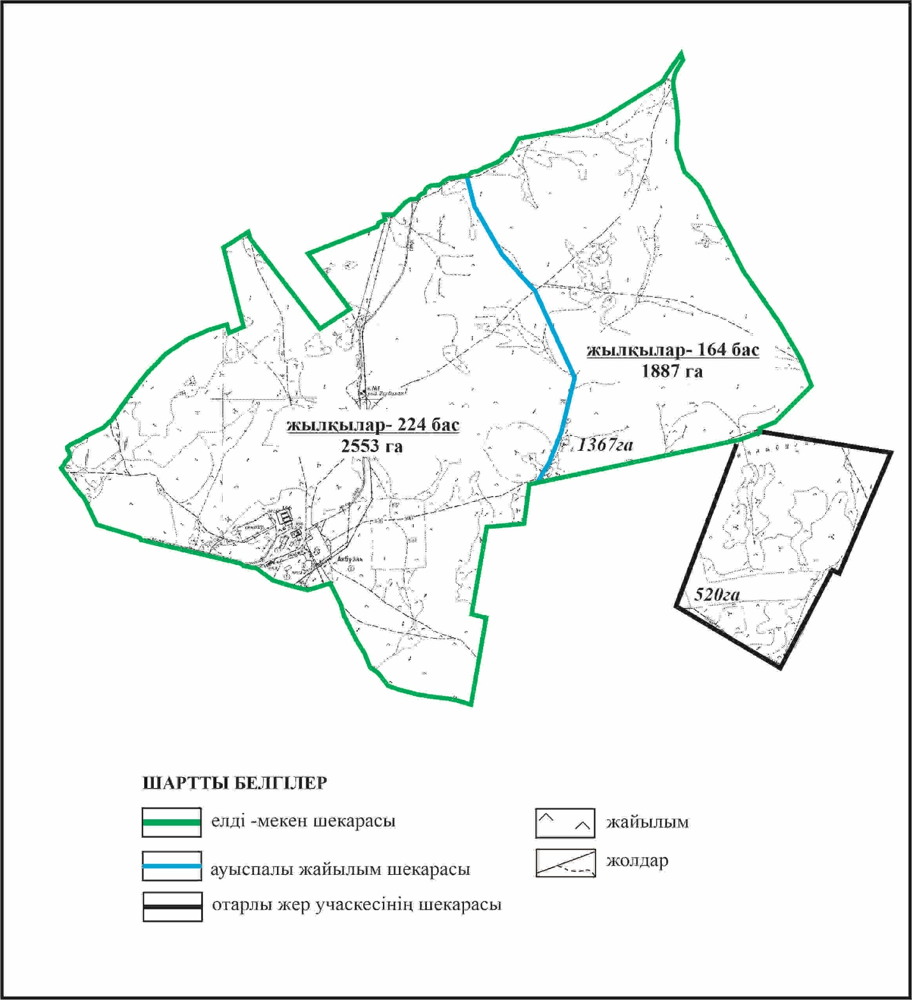 жылқылар- 164 бас
1887 га
жылқылар- 224 бас
2553 га
1367га
Акбулак
520га
ШАРТТЫ БЕЛГІЛЕР
елді -мекен шекарасы
ауыспалы жайылым шекарасы
отарлы жер учаскесінің шекарасы
жайылым
жолдар